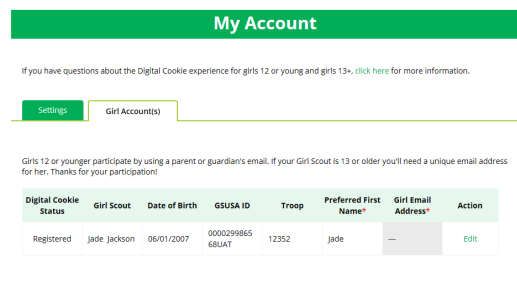 My Account
If you have questions about the Digital Cookie experience for girls 12 or young and girls 13+, click here for more information.
Settings
Girl Account(s)
Girls 12 or younger participate by using a parent or guardian's email. If your Girl Scout is 13 or older you'll need a unique email address
for her. Thanks for your participation!
Digital Cookie Status Girl Scout Date of Birth GSUSA ID Troop Preferred First Name* Girl Email Address* Action
Registered Jade Jackson 06/01/2007 0000299865 68UAT 12352 Jade --- Edit